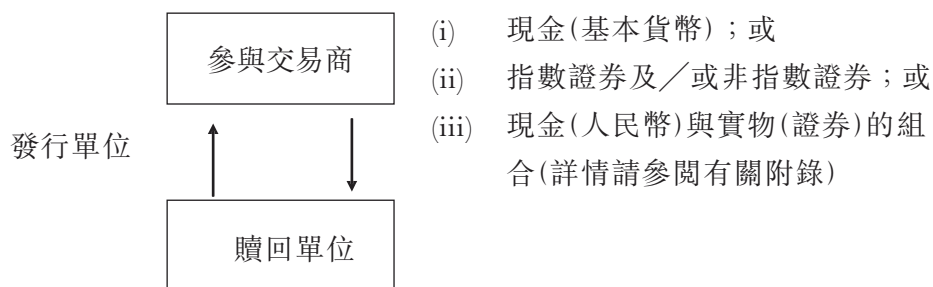 參與交易商
(i) 現金(基本貨幣)；或
(ii) 指數證券及╱或非指數證券；或
(iii) 現金(人民幣)與實物(證券)的組
合(詳情請參閱有關附錄)
發行單位
贖回單位